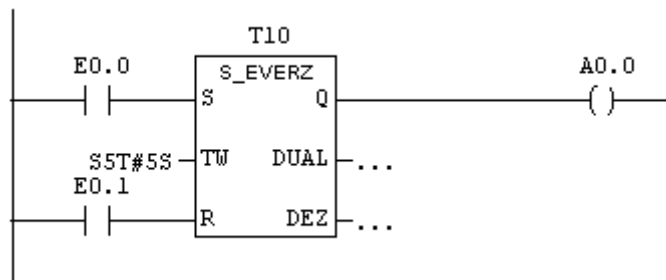 T10
E0.0 S_EVERZ A0.0
S Q
S5T#5S TW DUAL ...
E0.1
R DEZ ...